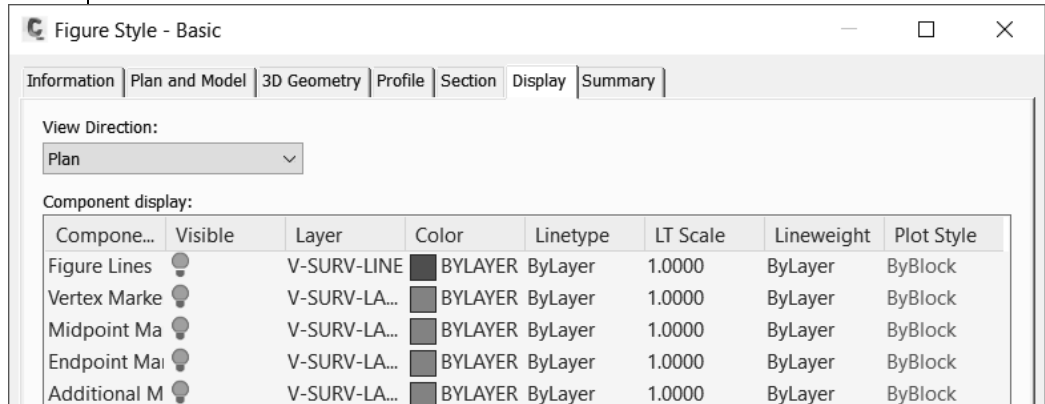 Figure Style - Basic
Information Plan and Model 3D Geometry Profile Section Display Summary
View Direction:
Plan
Component display:
Compone... Visible Layer Color Linetype LT Scale Lineweight Plot Style
Figure Lines V-SURV-LINE BYLAYER ByLayer 1.0000 ByLayer ByBlock
Vertex Marke V-SURV-LA... BYLAYER ByLayer 1.0000 ByLayer ByBlock
Midpoint Ma V-SURV-LA... BYLAYER ByLayer 1.0000 ByLayer ByBlock
Endpoint Mar V-SURV-LA... BYLAYER ByLayer 1.0000 ByLayer ByBlock
Additional M V-SURV-LA... BYLAYER ByLayer 1.0000 ByLayer ByBlock